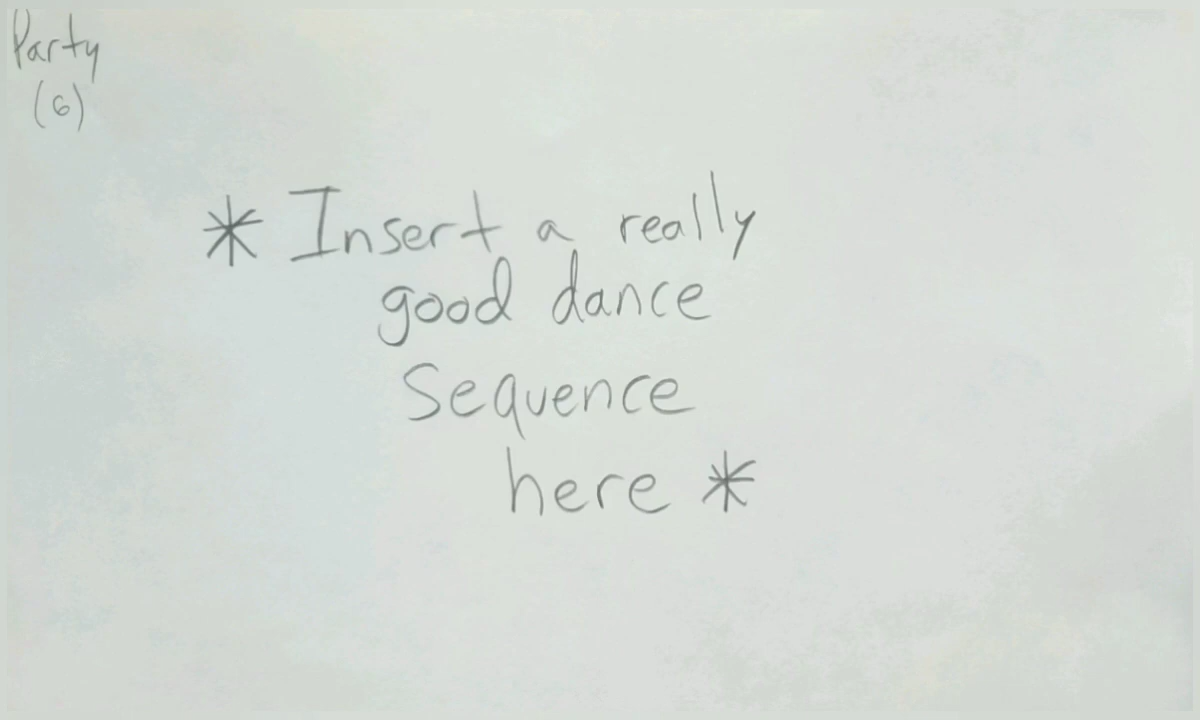 Party
(6)
* Insert a really
good dance
Sequence
here *